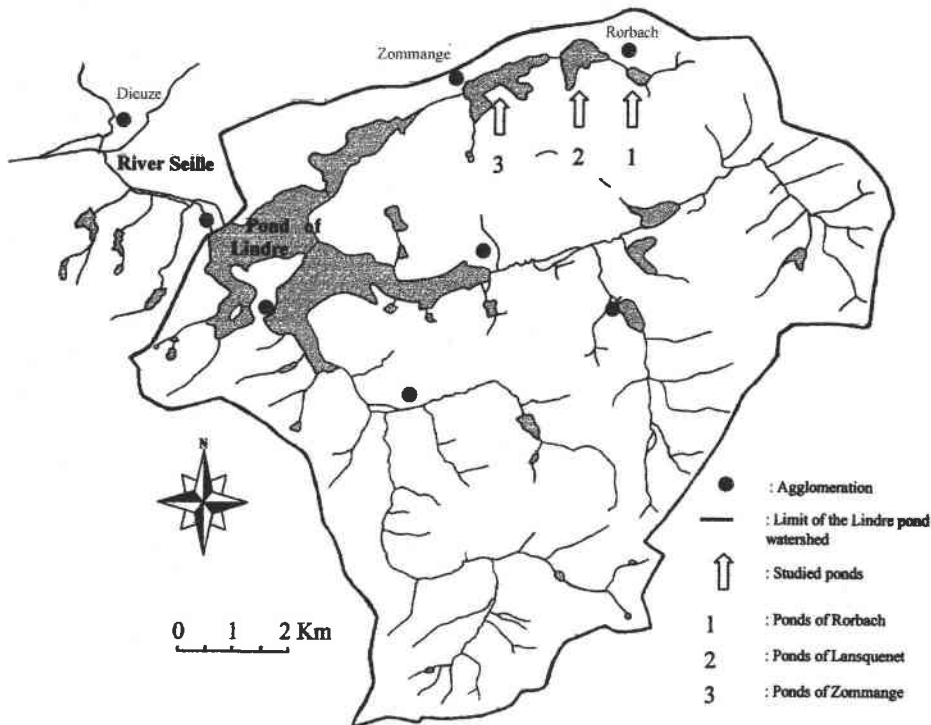 Rorbach
Zommange
Dieuze
River Seille
3
2
1
Pond of
Lindre
N
0 1 2 Km
: Agglomeration
: Limit of the Lindre pond
watershed
: Studied ponds
1 : Ponds of Rorbach
2 : Ponds of Lansquenet
3 : Ponds of Zommange